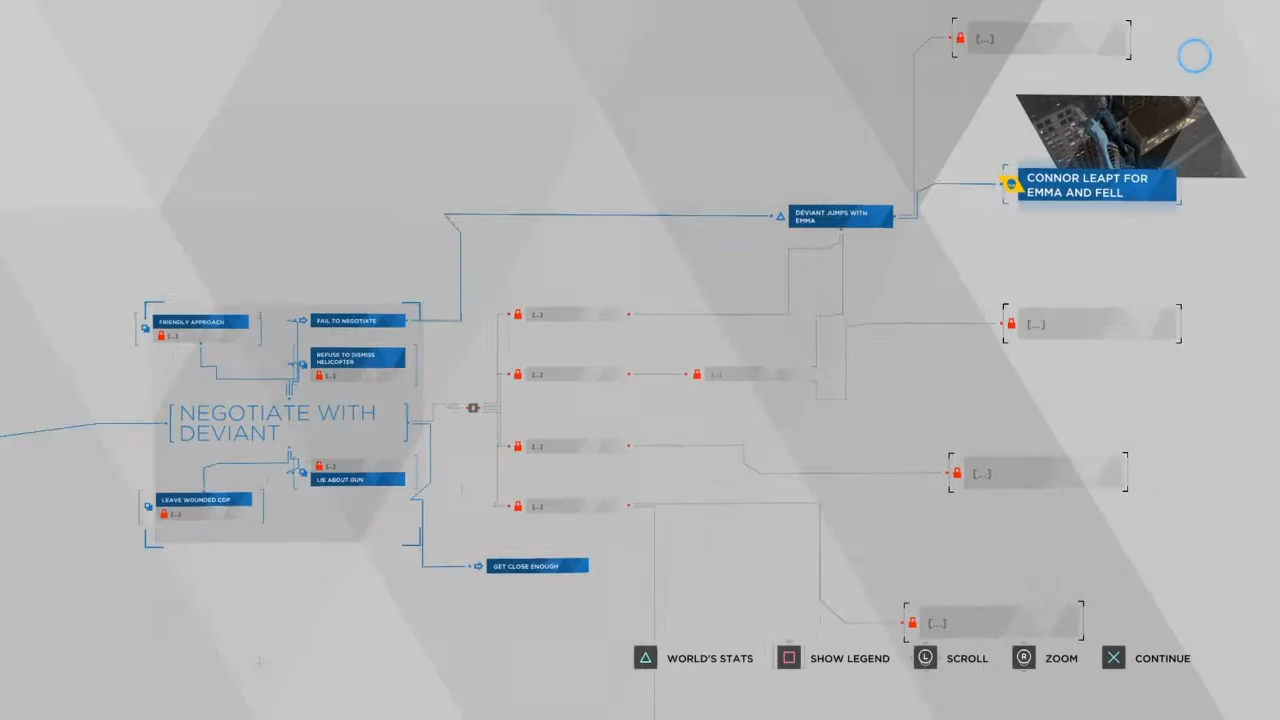 [...]
CONNOR LEAPT FOR
EMMA AND FELL
DEVIANT JUMPS WITH
EMMA
FRIENDLY APPROACH
[...]
FAIL TO NEGOTIATE
REFUSE TO DISMISS
HELICOPTER
[...]
NEGOTIATE WITH
DEVIANT
[...]
LIE ABOUT GUN
LEAVE WOUNDED COP
[...]
[...]
[...]
[...]
[...]
[...]
GET CLOSE ENOUGH
[...]
[...]
[...]
WORLD'S STATS
SHOW LEGEND
L
SCROLL
R
ZOOM
CONTINUE